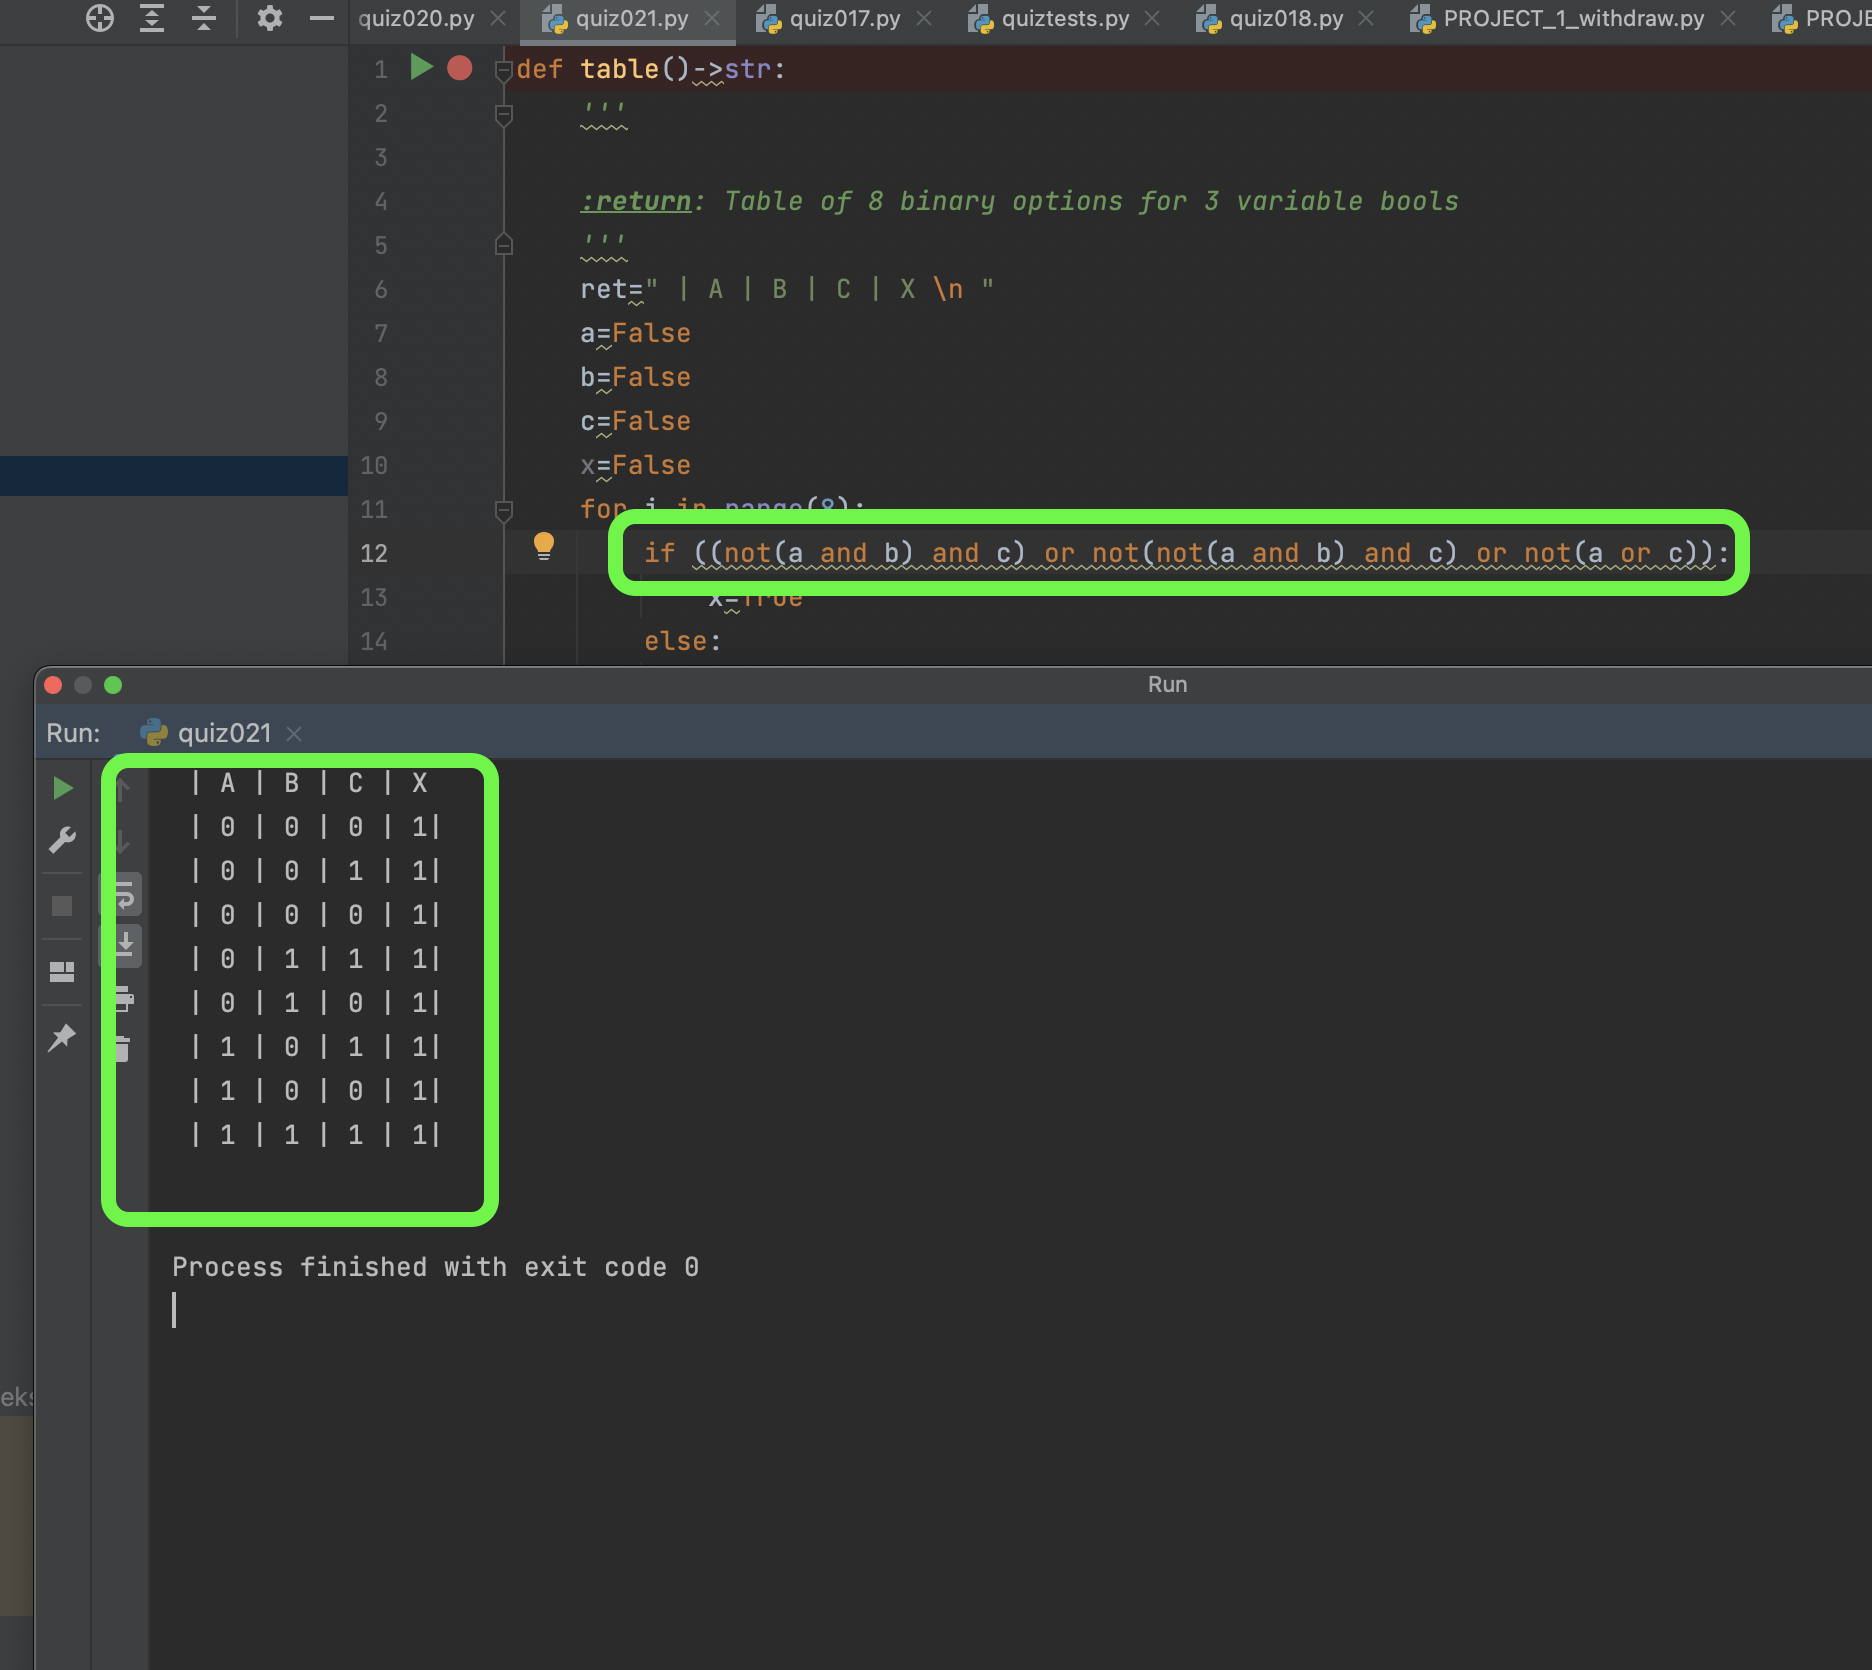 quiz020.py quiz021.py quiz017.py quiztests.py quiz018.py PROJECT_1_withdraw.py PROJE
1 def table()->str:
2 '''
3
4 :return: Table of 8 binary options for 3 variable bools
5 '''
6 ret=" | A | B | C | X \n "
7 a=False
8 b=False
9 c=False
10 x=False
11 for i in range(8):
12 if ((not(a and b) and c) or not(not(a and b) and c) or not(a or c)):
13 x=True
14 else:
Run
Run: quiz021
| A | B | C | X
| 0 | 0 | 0 | 1|
| 0 | 0 | 1 | 1|
| 0 | 0 | 0 | 1|
| 0 | 1 | 1 | 1|
| 0 | 1 | 0 | 1|
| 1 | 0 | 1 | 1|
| 1 | 0 | 0 | 1|
| 1 | 1 | 1 | 1|
Process finished with exit code 0
eks